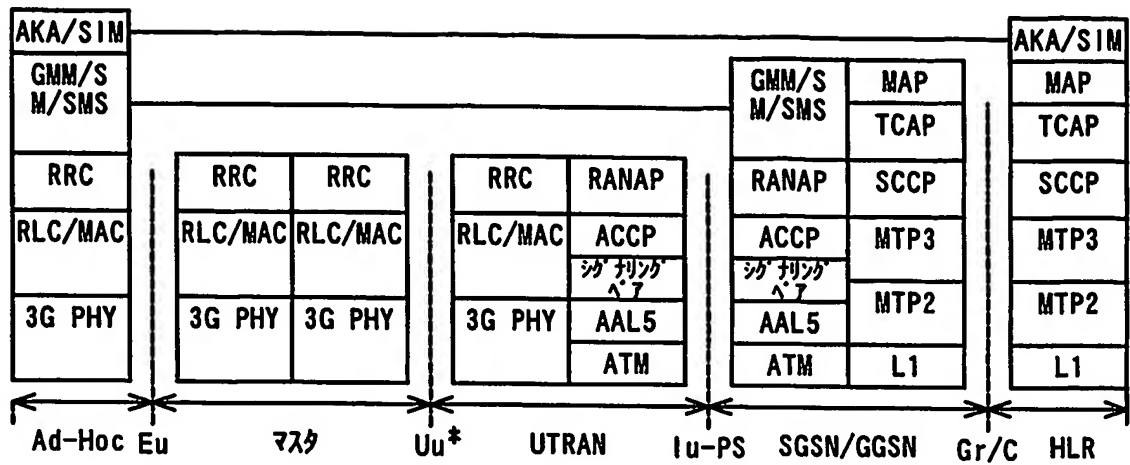 AKA/SIM
GMM/S
M/SMS
RRC
RLC/MAC
3G PHY
RRC
RLC/MAC
3G PHY
RRC
RLC/MAC
3G PHY
RRC
RLC/MAC
3G PHY
RANAP
ACCP
シグナリング
ペア
AAL5
ATM
GMM/S
M/SMS
RANAP
ACCP
シグナリング
ペア
AAL5
ATM
MAP
TCAP
SCCP
MTP3
MTP2
L1
AKA/SIM
MAP
TCAP
SCCP
MTP3
MTP2
L1
Ad-Hoc
Eu
マスタ
Uu*
UTRAN
Iu-PS
SGSN/GGSN
Gr/C
HLR